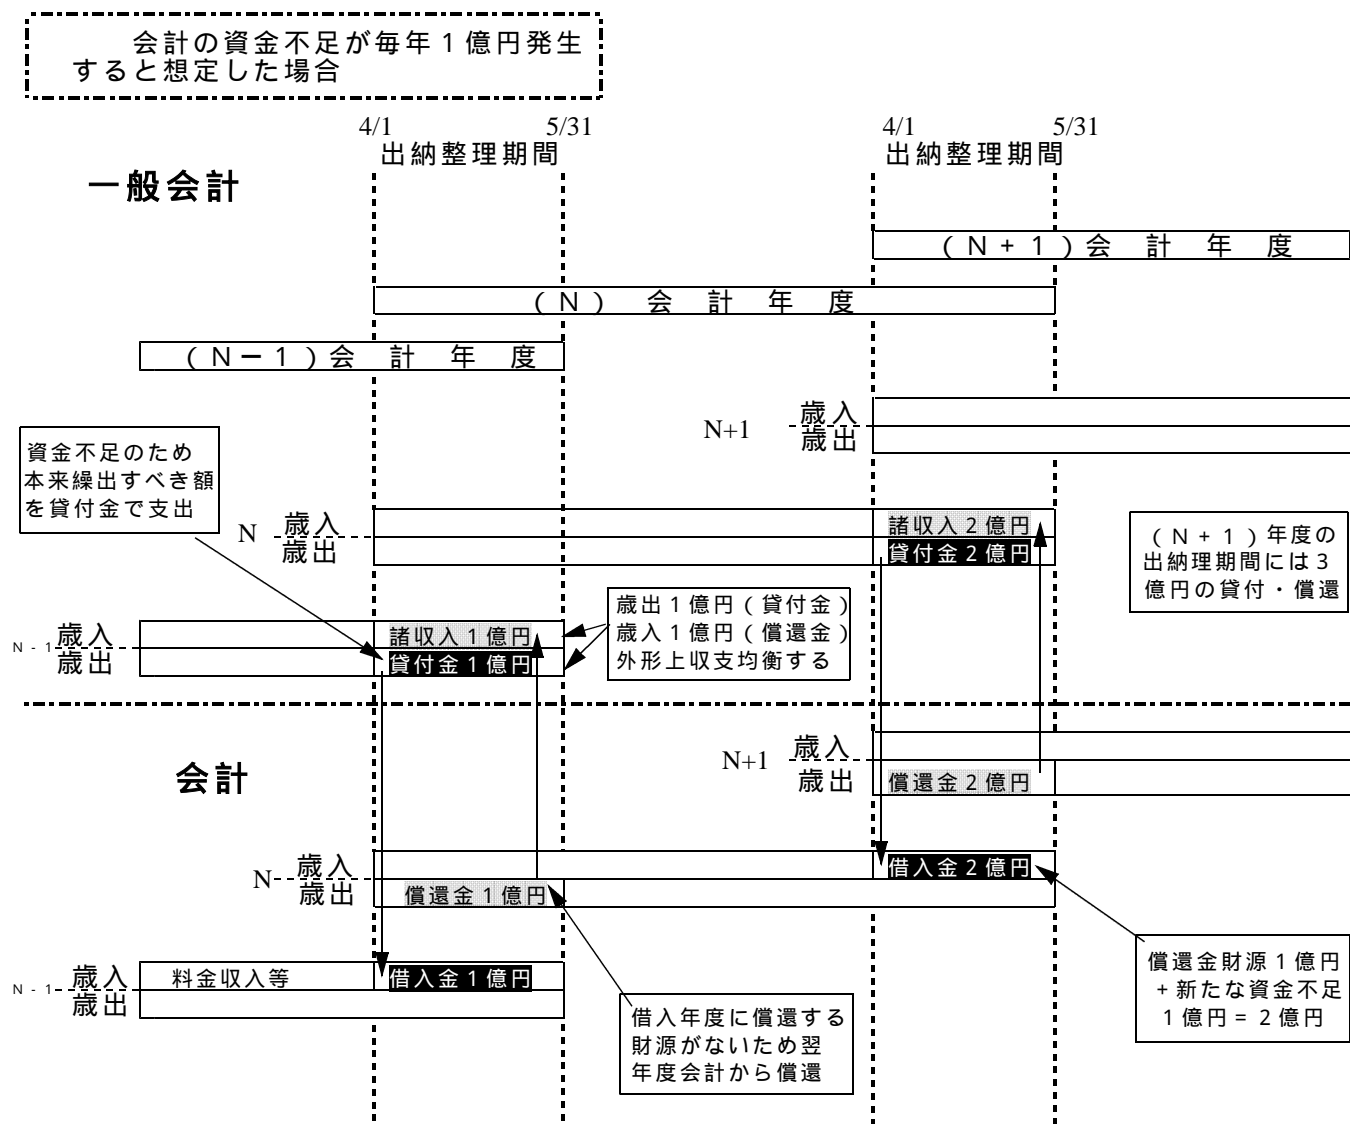 会計の資金不足が毎年1億円発生
すると想定した場合
4/1
5/31
出納整理期間
4/1
5/31
出納整理期間
一般会計
(N+1)会計年度
(N)会計年度
(N−1)会計年度
N+1
歳入
歳出
資金不足のため
本来繰出すべき額
を貸付金で支出
N
歳入
歳出
諸収入2億円
貸付金2億円
(N+1)年度の
出納理期間には3
億円の貸付・償還
歳出1億円(貸付金)
歳入1億円(償還金)
外形上収支均衡する
N-1
歳入
歳出
諸収入1億円
貸付金1億円
会計
N+1
歳入
歳出
償還金2億円
N
歳入
歳出
償還金1億円
借入金2億円
N-1
歳入
歳出
料金収入等
借入金1億円
借入年度に償還する
財源がないため翌
年度会計から償還
償還金財源1億円
+新たな資金不足
1億円=2億円